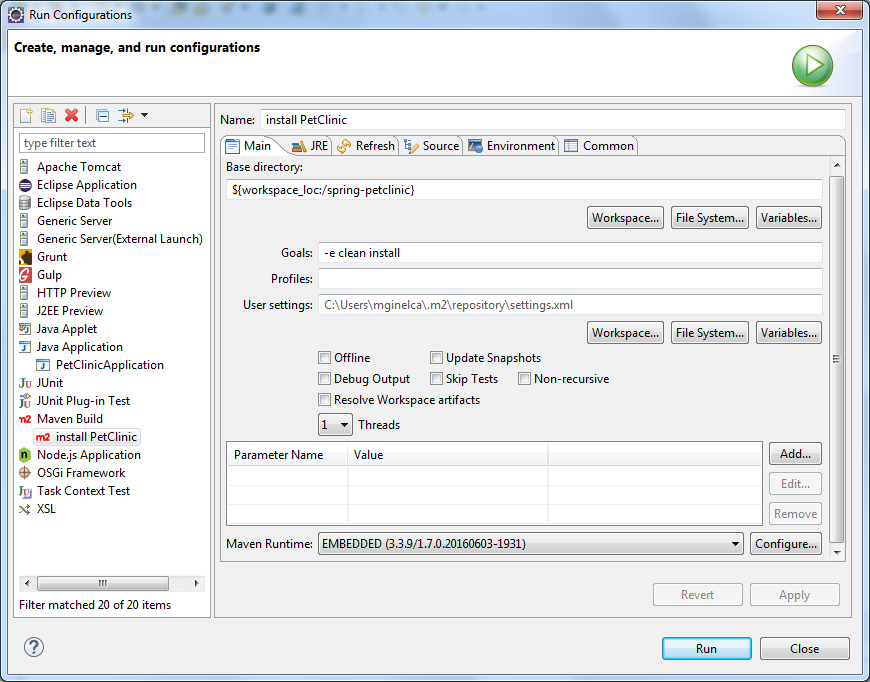 Run Configurations
Create, manage, and run configurations
type filter text
Apache Tomcat
Eclipse Application
Eclipse Data Tools
Generic Server
Generic Server(External Launch)
Grunt
Gulp
HTTP Preview
J2EE Preview
Java Applet
Java Application
PetClinicApplication
JUnit
JUnit Plug-in Test
Maven Build
install PetClinic
Node.js Application
OSGi Framework
Task Context Test
XSL
Filter matched 20 of 20 items
Name: install PetClinic
Main JRE Refresh Source Environment Common
Base directory:
${workspace_loc:/spring-petclinic}
Workspace... File System... Variables...
Goals: -e clean install
Profiles:
User settings: C:\Users\mginelca\.m2\repository\settings.xml
Workspace... File System... Variables...
Offline Update Snapshots
Debug Output Skip Tests Non-recursive
Resolve Workspace artifacts
1 Threads
Parameter Name Value Add...
Edit...
Remove
Maven Runtime: EMBEDDED (3.3.9/1.7.0.20160603-1931) Configure...
Revert Apply
Run Close